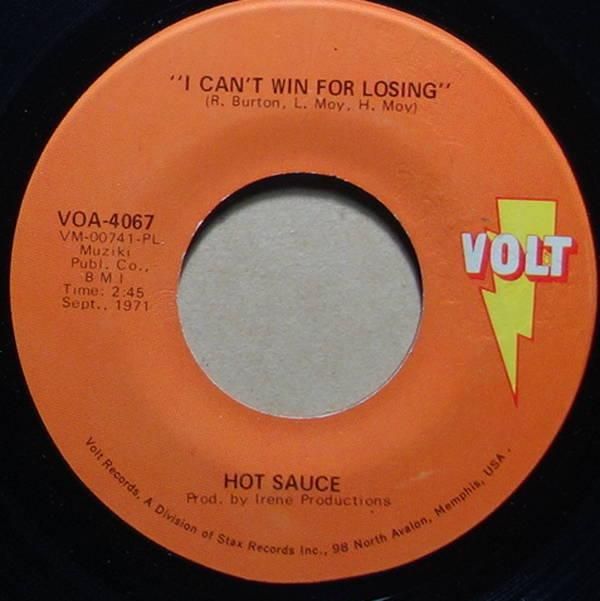 "I CAN'T WIN FOR LOSING"
(R. Burton, L. Moy, H. Moy)
VOA-4067
VM-00741-PL
Muziki
Publ. Co.,
B M I
Time: 2:45
Sept., 1971
VOLT
HOT SAUCE
Prod. by Irene Productions
Volt Records, A Division of Stax Records Inc., 98 North Avalon, Memphis, USA.